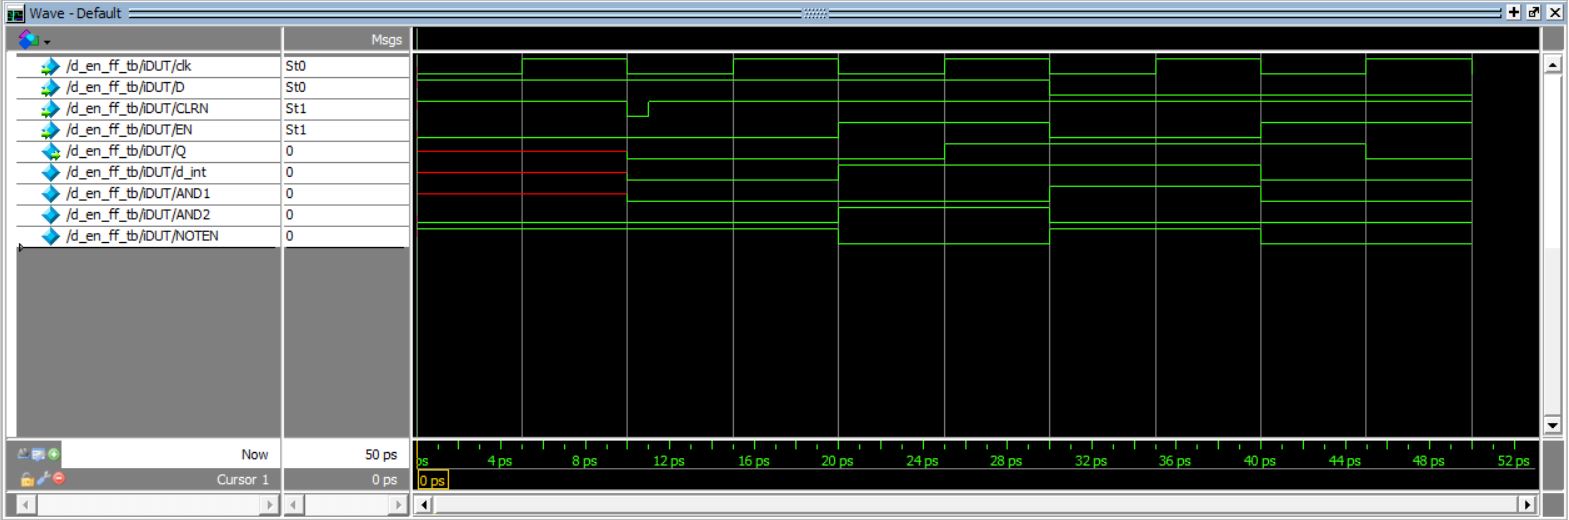 Wave - Default
Msgs
/d_en_ff_tb/iDUT/clk St0
/d_en_ff_tb/iDUT/D St0
/d_en_ff_tb/iDUT/CLRN St1
/d_en_ff_tb/iDUT/EN St1
/d_en_ff_tb/iDUT/Q 0
/d_en_ff_tb/iDUT/d_int 0
/d_en_ff_tb/iDUT/AND1 0
/d_en_ff_tb/iDUT/AND2 0
/d_en_ff_tb/iDUT/NOTEN 0
Now 50 ps ps 4 ps 8 ps 12 ps 16 ps 20 ps 24 ps 28 ps 32 ps 36 ps 40 ps 44 ps 48 ps 52 ps
Cursor 1 0 ps 0 ps